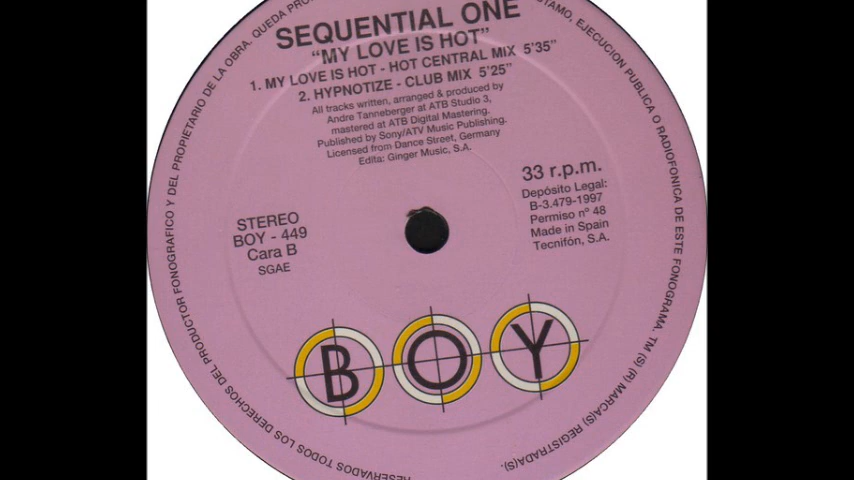 SEQUENTIAL ONE
"MY LOVE IS HOT"
1. MY LOVE IS HOT - HOT CENTRAL MIX 5'35"
2. HYPNOTIZE - CLUB MIX 5'25"
All tracks written, arranged & produced by
Andre Tanneberger at ATB Studio 3,
mastered at ATB Digital Mastering.
Published by Sony/ATV Music Publishing.
Licensed from Dance Street, Germany
Edita: Ginger Music, S.A.
33 r.p.m.
Depósito Legal:
B-3.479-1997
Permiso nº 48
Made in Spain
Tecnifón, S.A.
STEREO
BOY - 449
Cara B
SGAE
BOY
RESERVADOS TODOS LOS DERECHOS DEL PRODUCTOR FONOGRAFICO Y DEL PROPIETARIO DE LA OBRA. QUEDA
EJECUCION PUBLICA O RADIOFONICA DE ESTE FONOGRAMA. TM (S) (R) MARCA(S) REGISTRADA(S).